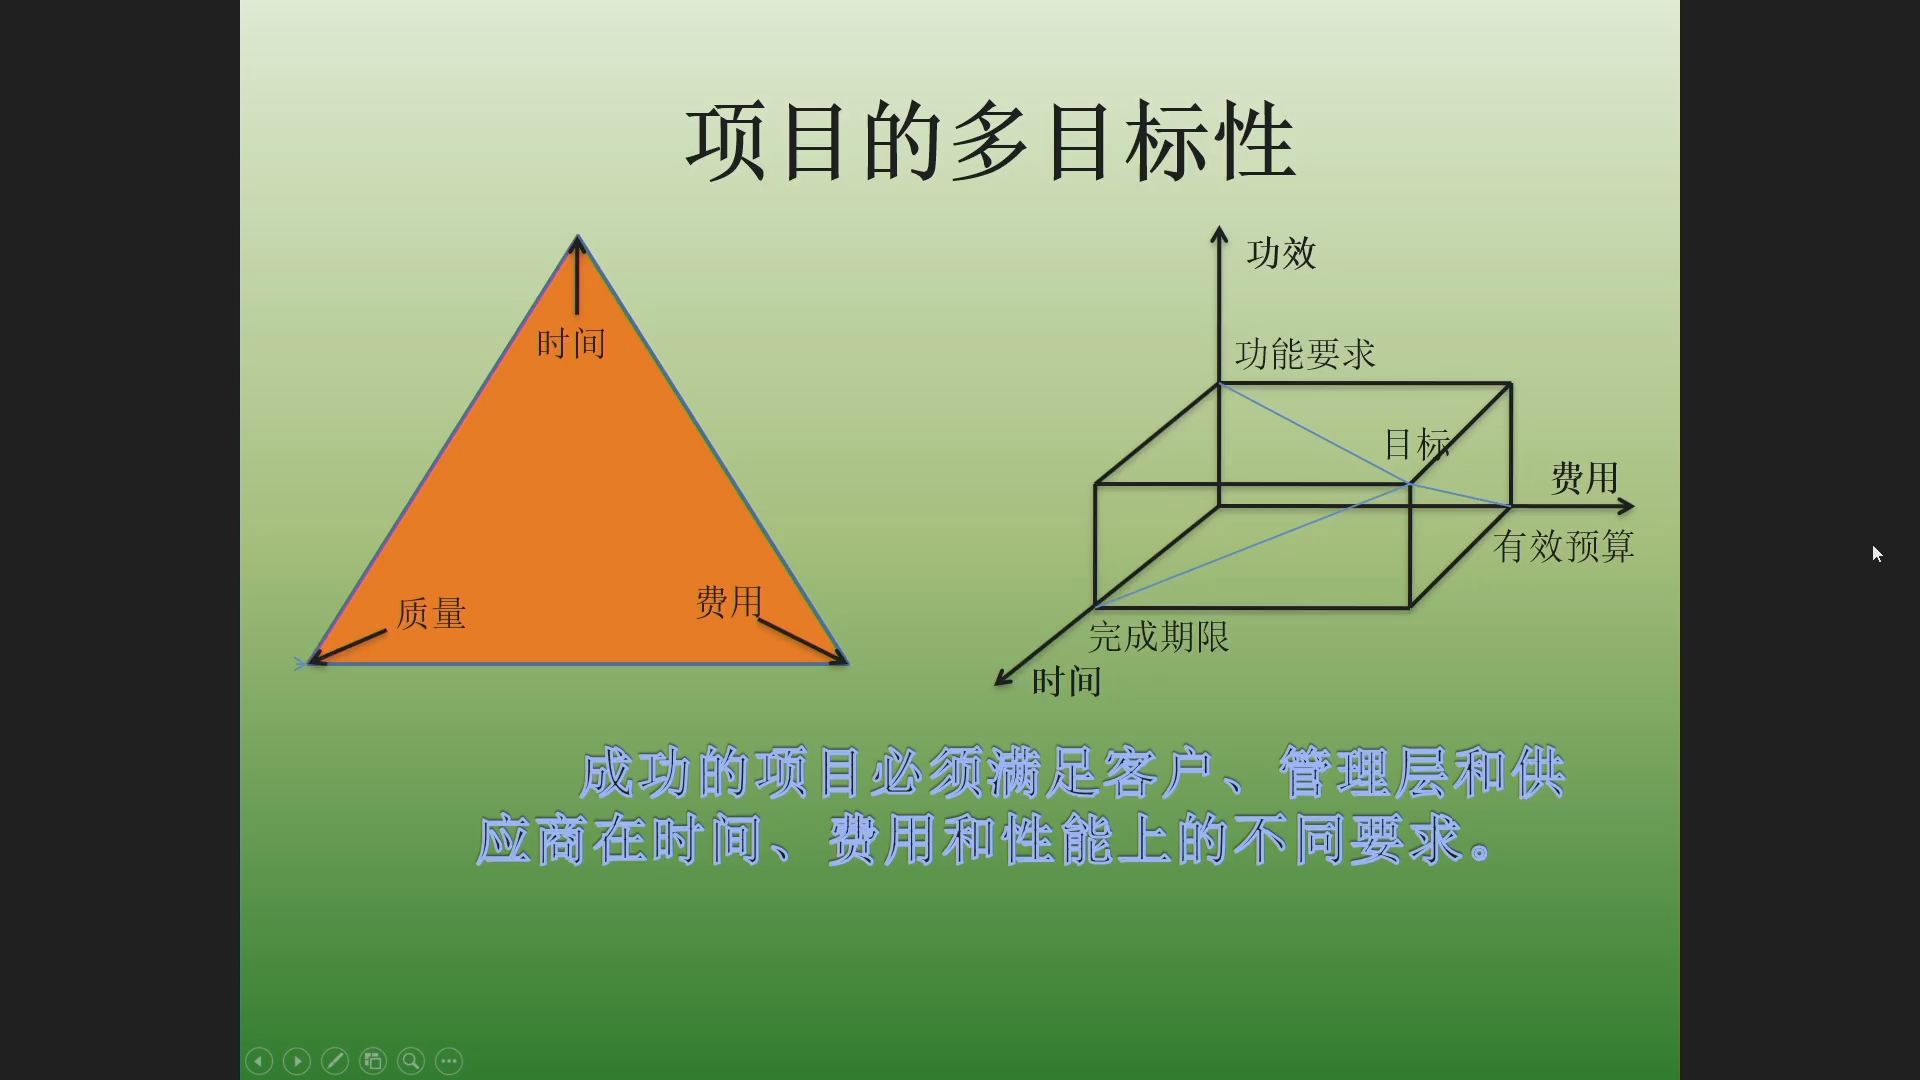 项目的多目标性
时间
质量
费用
功效
功能要求
目标
费用
有效预算
完成期限
时间
成功的项目必须满足客户、管理层和供
应商在时间、费用和性能上的不同要求。